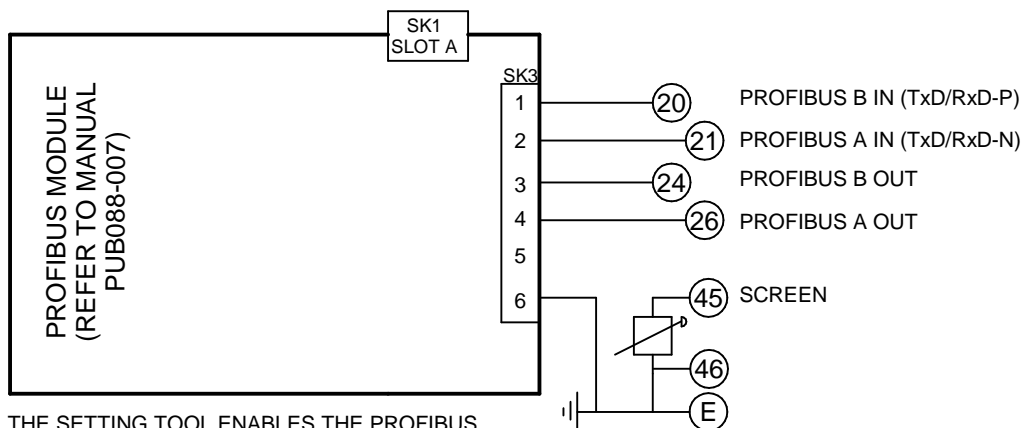 SK1
SLOT A
PROFIBUS MODULE
(REFER TO MANUAL
PUB088-007)
SK3
1
20
PROFIBUS B IN (TxD/RxD-P)
2
21
PROFIBUS A IN (TxD/RxD-N)
3
24
PROFIBUS B OUT
4
26
PROFIBUS A OUT
5
6
45
SCREEN
46
E
THE SETTING TOOL ENABLES THE PROFIBUS